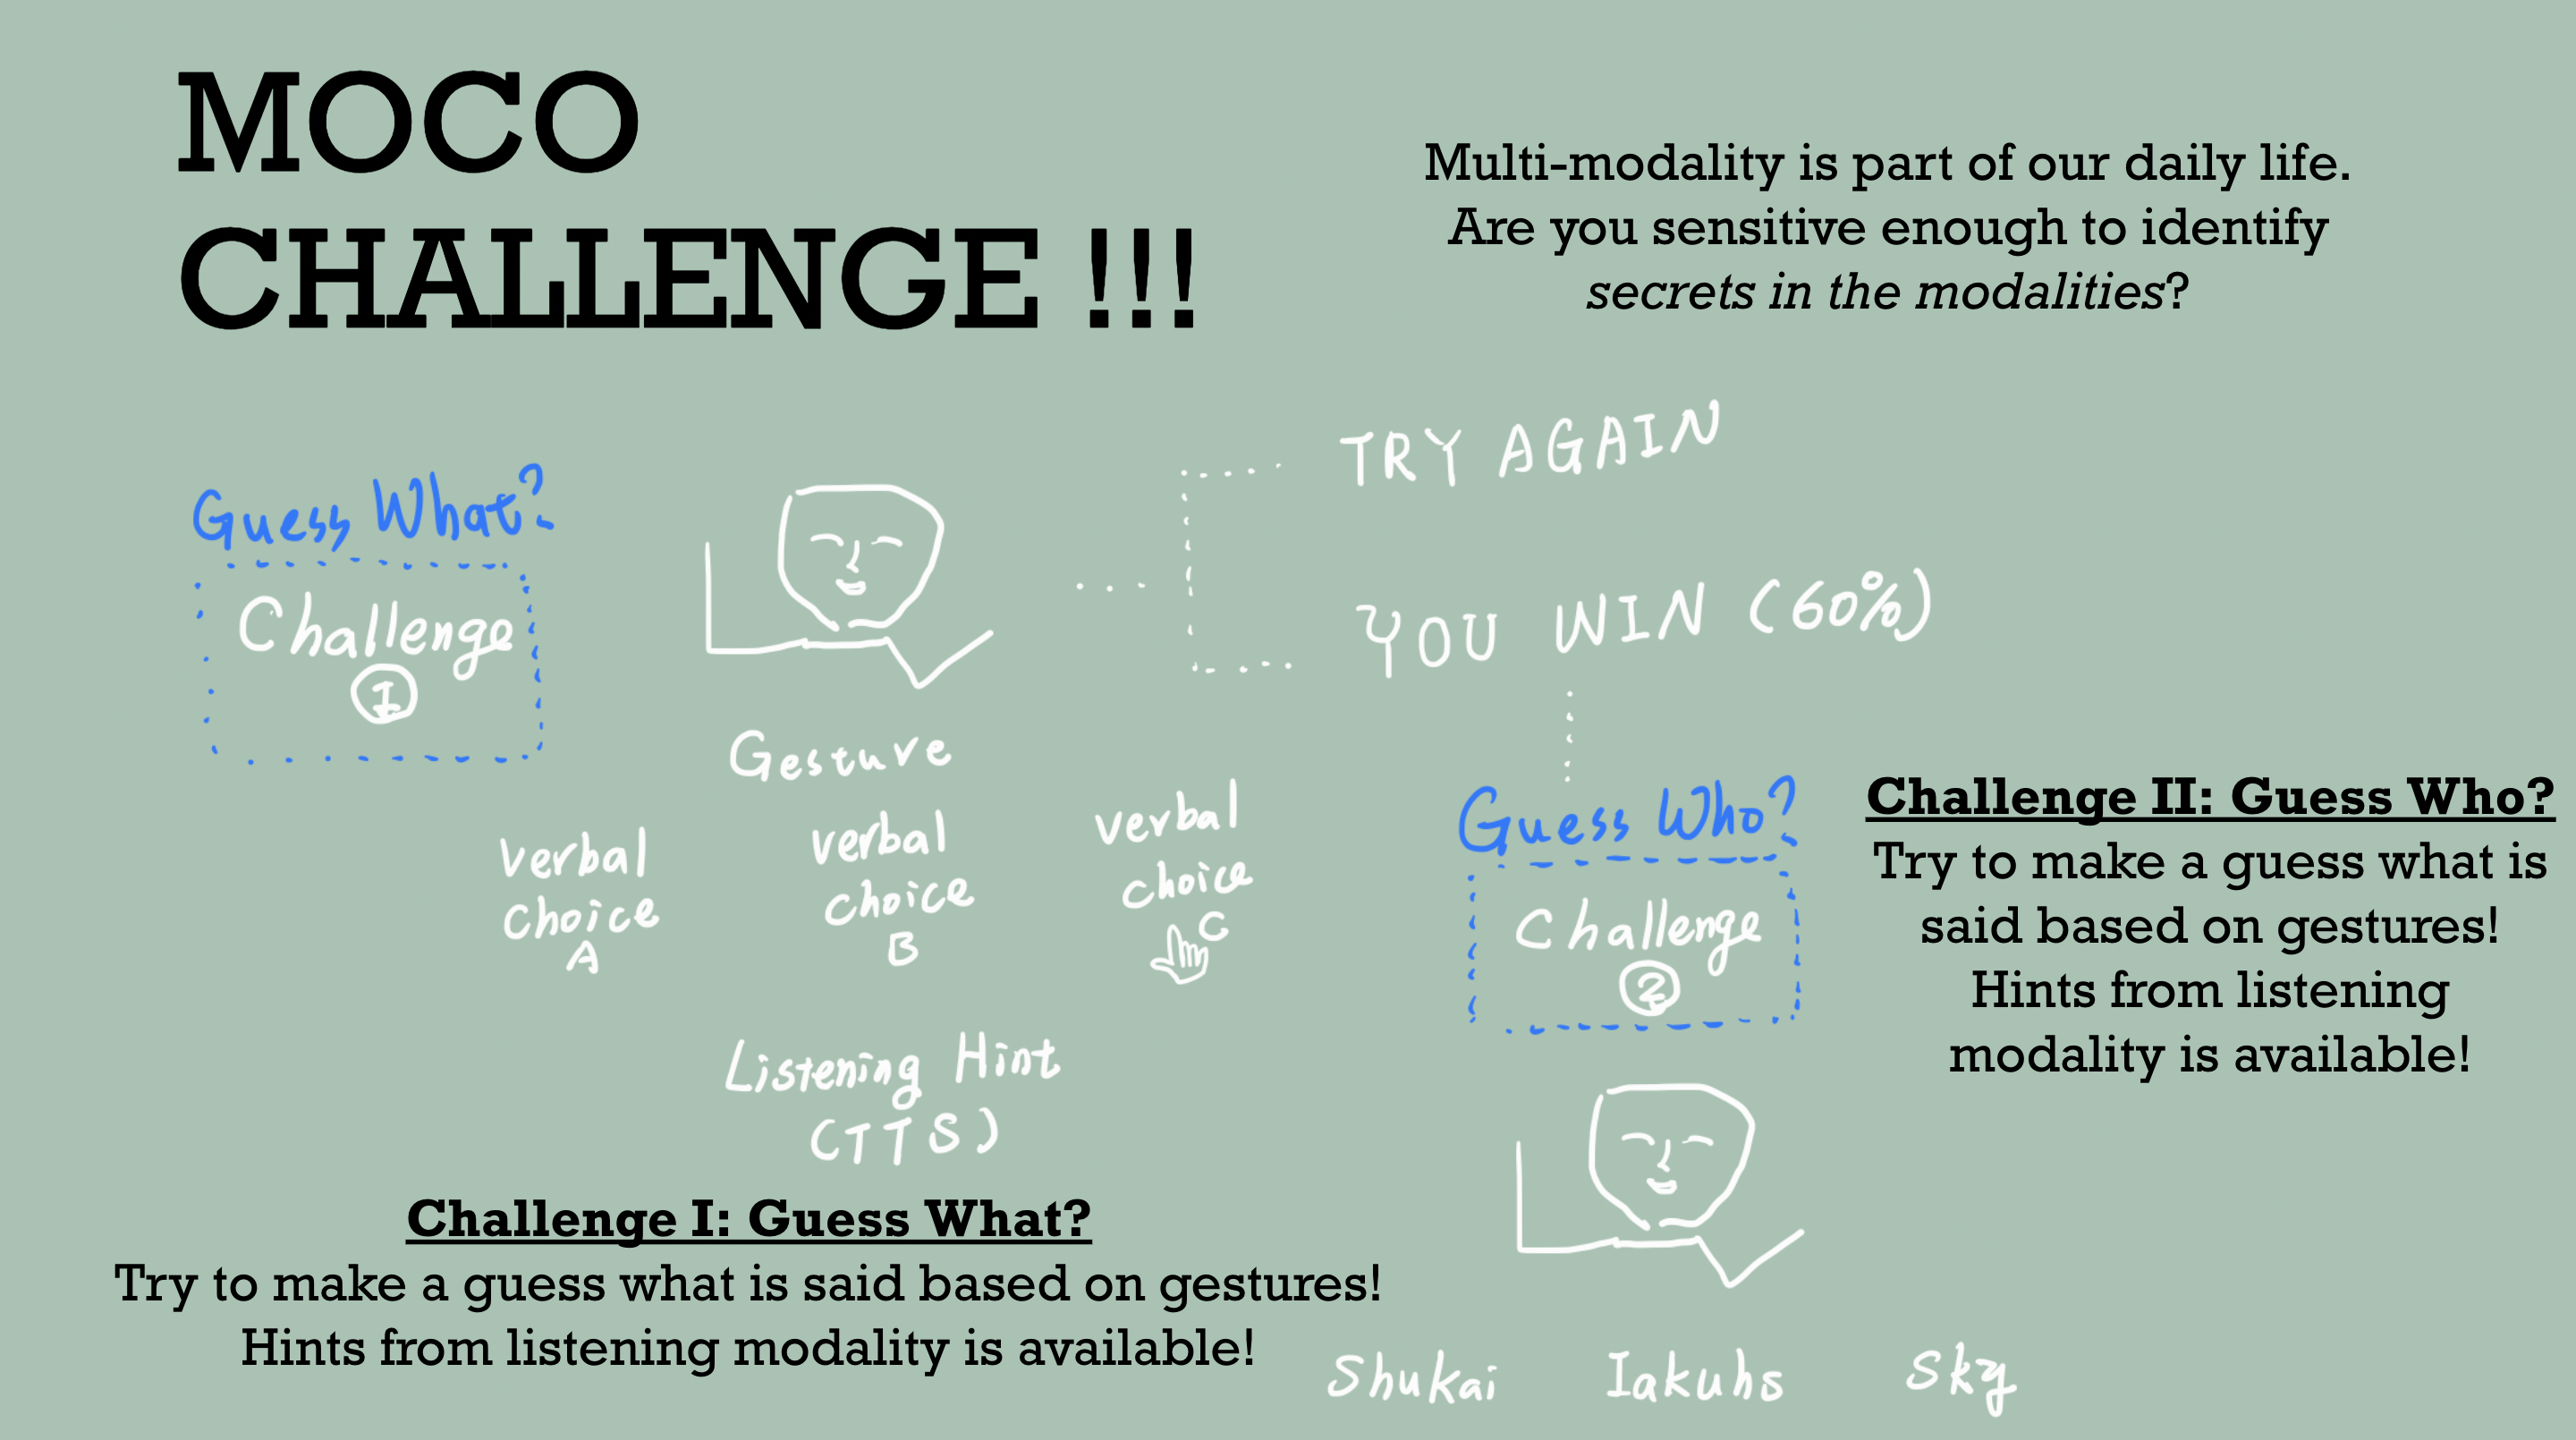 MOCO
CHALLENGE !!!
Multi-modality is part of our daily life.
Are you sensitive enough to identify
secrets in the modalities?
Guess What?
Challenge
1
Gesture
Verbal
Choice
A
verbal
choice
B
verbal
choice
C
Listening Hint
(TTS)
TRY AGAIN
YOU WIN (60%)
Guess Who?
Challenge
2
Challenge II: Guess Who?
Try to make a guess what is
said based on gestures!
Hints from listening
modality is available!
Challenge I: Guess What?
Try to make a guess what is said based on gestures!
Hints from listening modality is available!
Shukai
Iakuhs
Sky